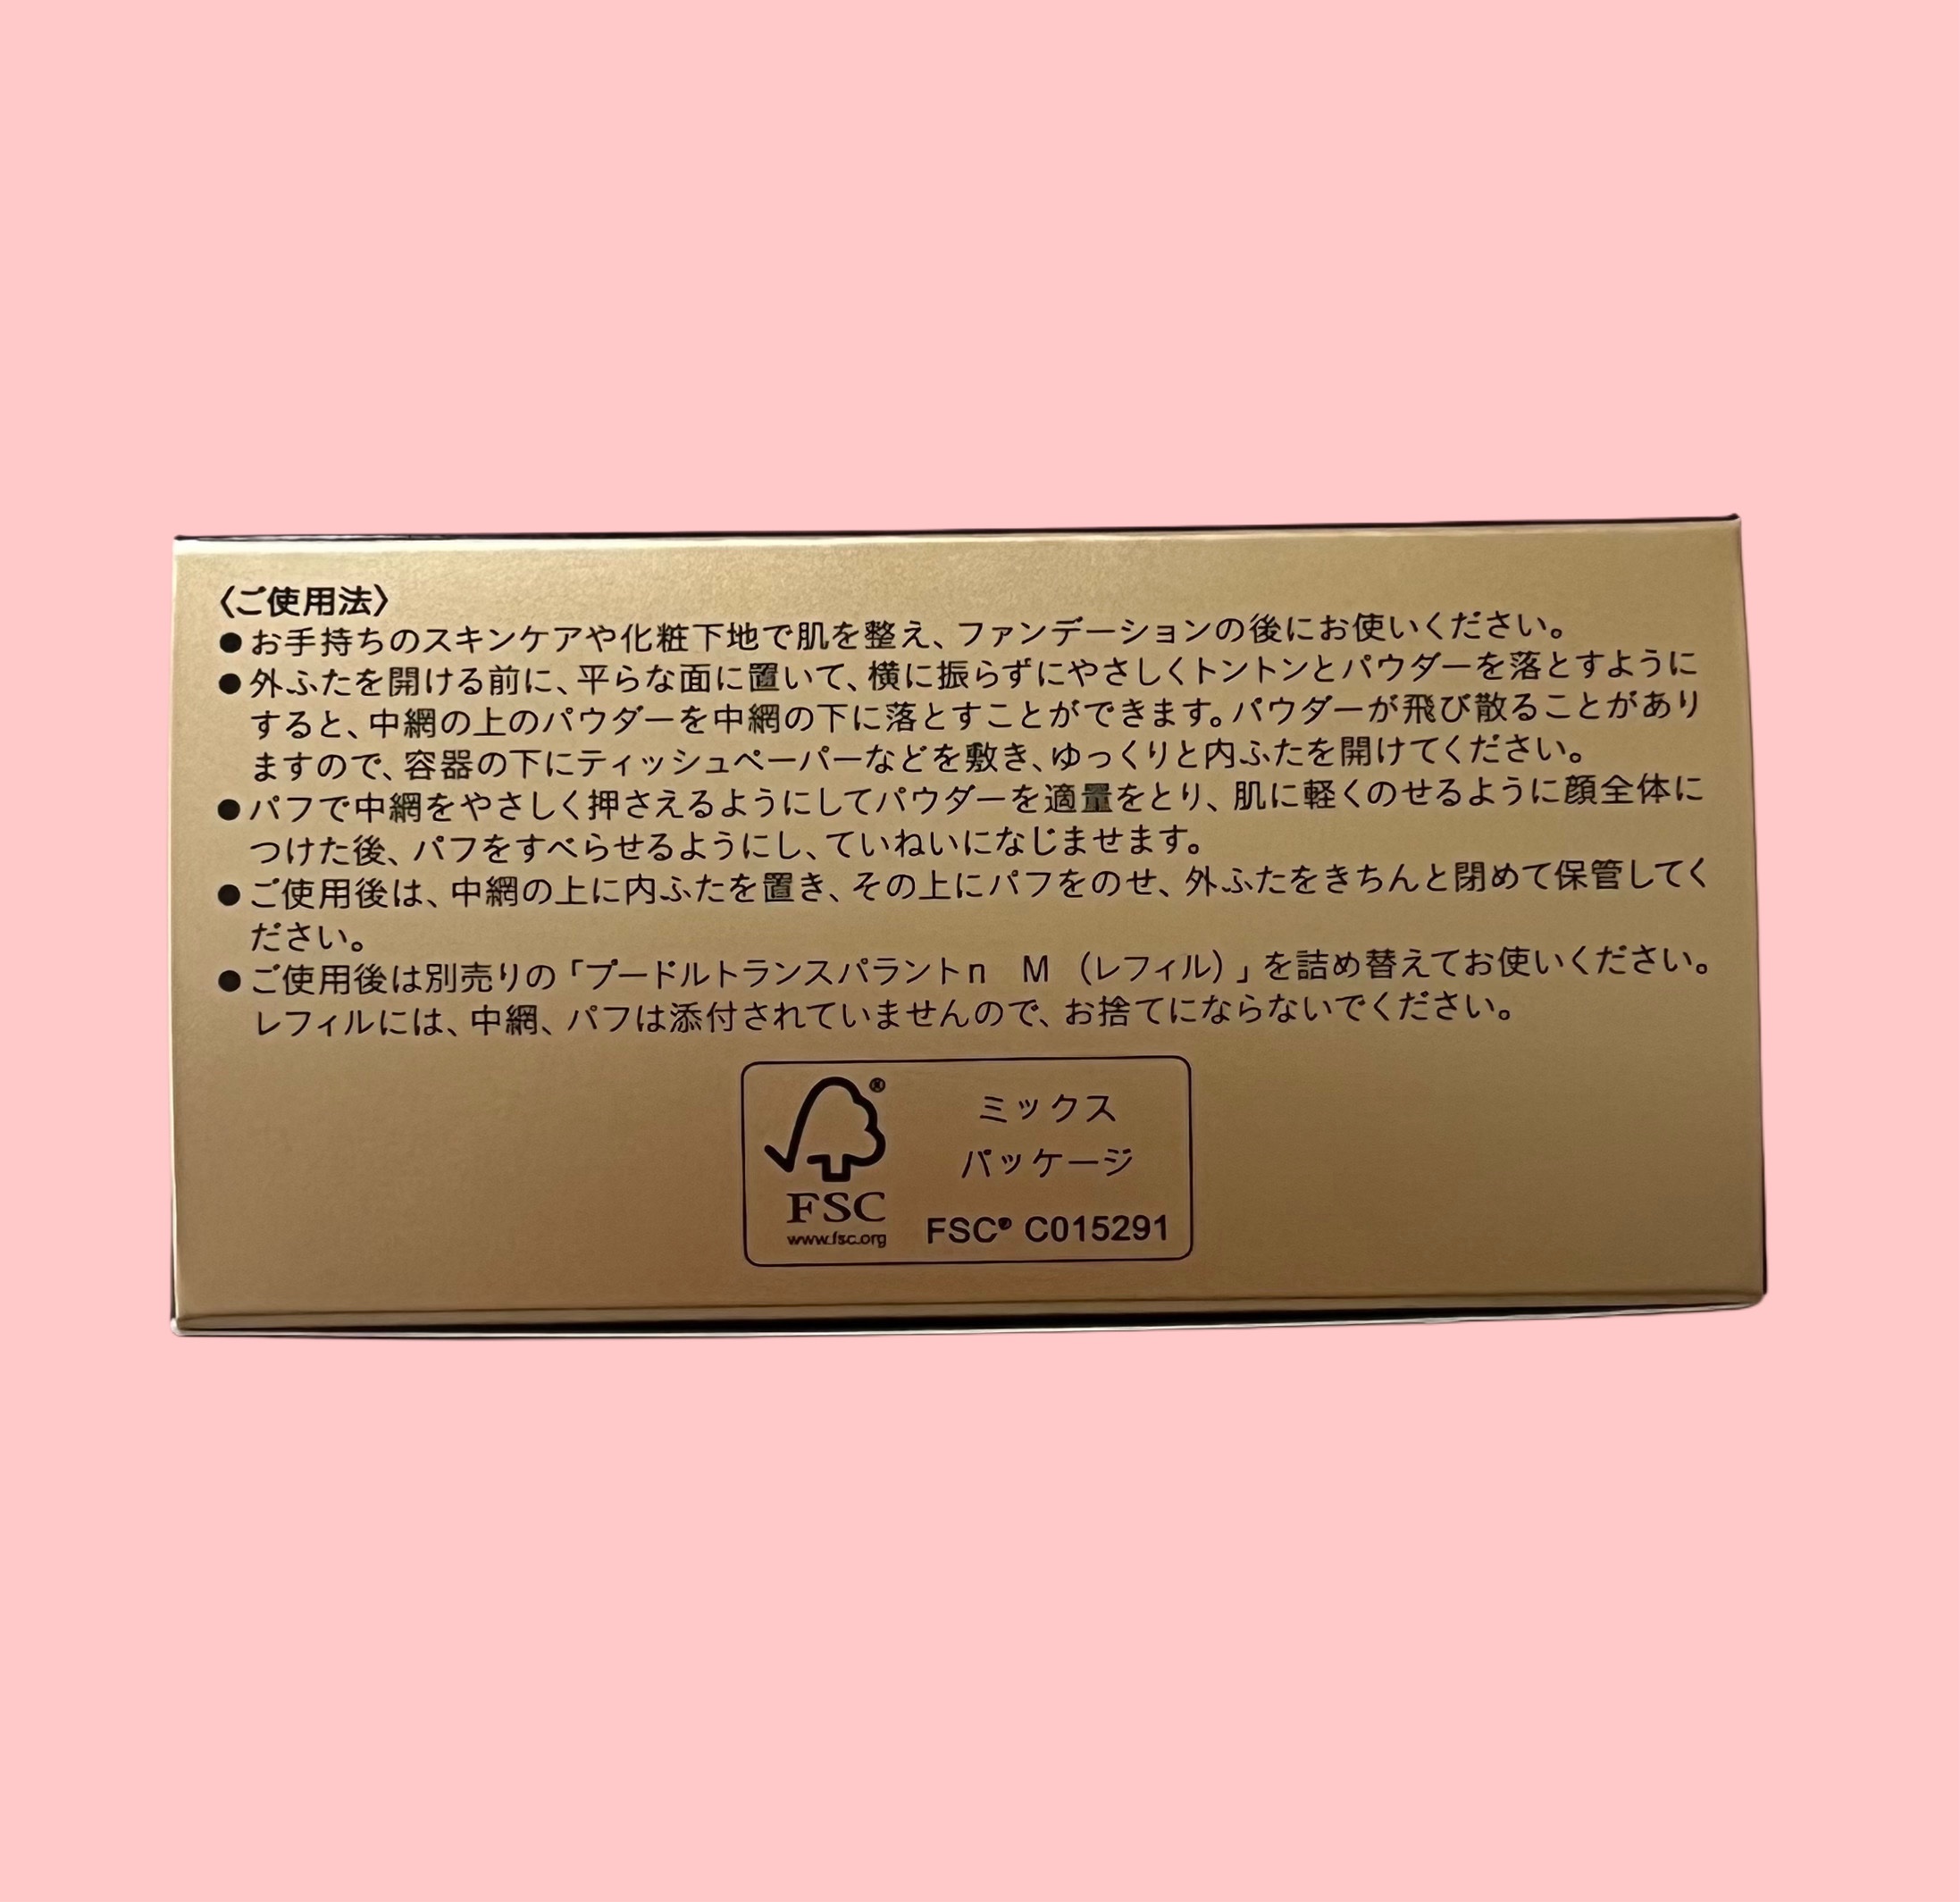 〈ご使用法〉
●お手持ちのスキンケアや化粧下地で肌を整え、ファンデーションの後にお使いください。
●外ふたを開ける前に、平らな面に置いて、横に振らずにやさしくトントンとパウダーを落とすように
すると、中網の上のパウダーを中網の下に落とすことができます。パウダーが飛び散ることがあり
ますので、容器の下にティッシュペーパーなどを敷き、ゆっくりと内ふたを開けてください。
●パフで中網をやさしく押さえるようにしてパウダーを適量をとり、肌に軽くのせるように顔全体に
つけた後、パフをすべらせるようにし、ていねいになじませます。
●ご使用後は、中網の上に内ふたを置き、その上にパフをのせ、外ふたをきちんと閉めて保管してく
ださい。
●ご使用後は別売りの「プードルトランスパラントn　M （レフィル）」を詰め替えてお使いください。
レフィルには、中網、パフは添付されていませんので、お捨てにならないでください。
®
FSC
www.fsc.org
ミックス
パッケージ
FSC® C015291